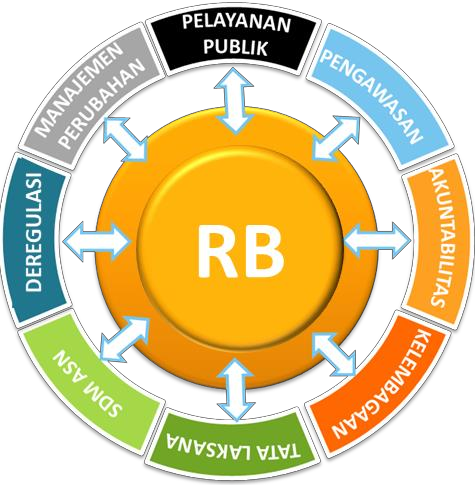 PELAYANAN
PUBLIK
PENGAWASAN
AKUNTABILITAS
KELEMBAGAAN
TATA LAKSANA
SDM ASN
DEREGULASI
MANAJEMEN
PERUBAHAN
RB